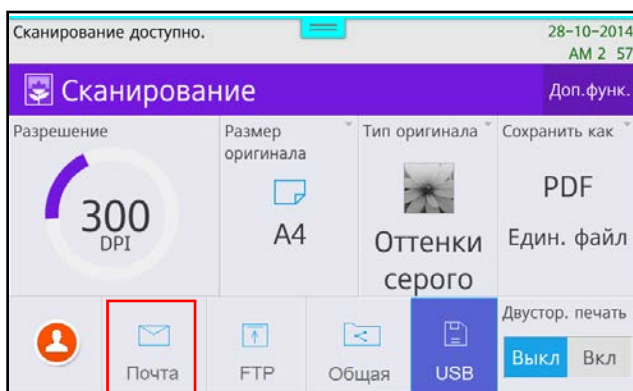 Сканирование доступно.
28-10-2014
AM 2 57
Сканирование
Доп.функ.
Разрешение
300
DPI
Размер
оригинала
A4
Тип оригинала
Оттенки
серого
Сохранить как
PDF
Един. файл
Почта
FTP
Общая
USB
Двустор. печать
Выкл
Вкл